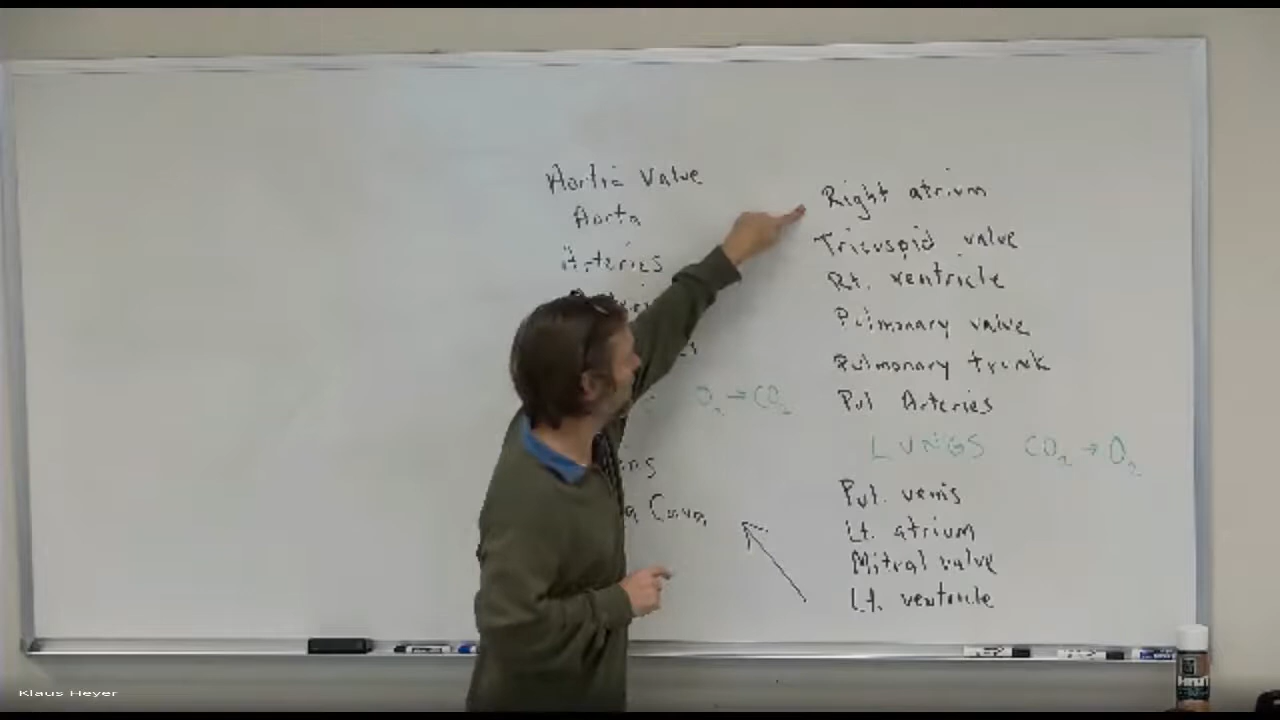 Aortic Valve
Aorta
Arteries
O2 → CO2
Cava
Right atrium
Tricuspid valve
Rt. ventricle
Pulmonary valve
Pulmonary trunk
Pul Arteries
LUNGS CO2 → O2
Pul. veins
Lt. atrium
Mitral valve
Lt. ventricle
Klaus Heyer